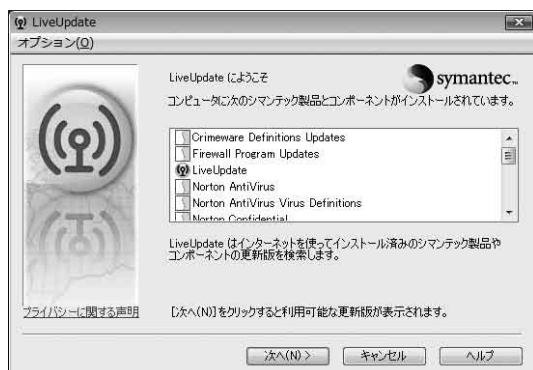 LiveUpdate
オプション(O)
LiveUpdate にようこそ
symantec.
コンピュータに次のシマンテック製品とコンポーネントがインストールされています。
Crimeware Definitions Updates
Firewall Program Updates
LiveUpdate
Norton AntiVirus
Norton AntiVirus Virus Definitions
Norton Confidential
LiveUpdate はインターネットを使ってインストール済みのシマンテック製品や
コンポーネントの更新版を検索します。
プライバシーに関する声明
[次へ(N)]をクリックすると利用可能な更新版が表示されます。
次へ(N) >
キャンセル
ヘルプ